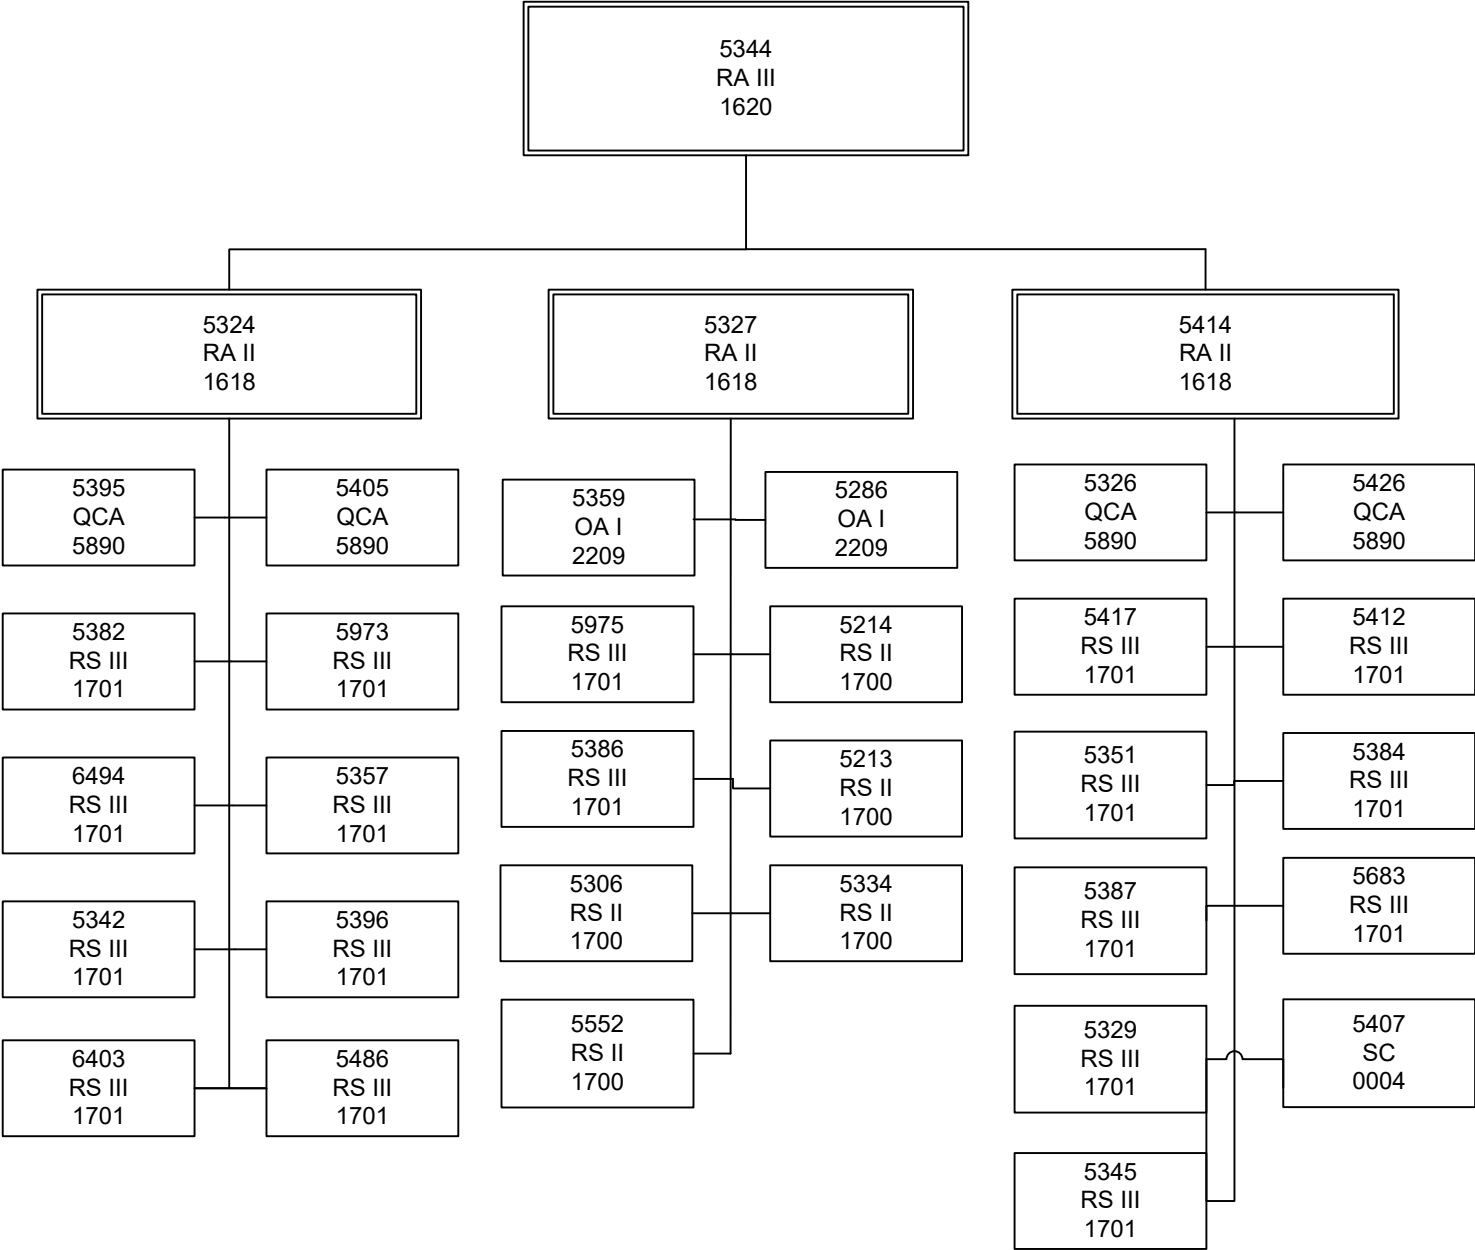 5344
RA III
1620
5324
RA II
1618
5327
RA II
1618
5414
RA II
1618
5395
QCA
5890
5405
QCA
5890
5382
RS III
1701
5973
RS III
1701
6494
RS III
1701
5357
RS III
1701
5342
RS III
1701
5396
RS III
1701
6403
RS III
1701
5486
RS III
1701
5359
OA I
2209
5286
OA I
2209
5975
RS III
1701
5214
RS II
1700
5386
RS III
1701
5213
RS II
1700
5306
RS II
1700
5334
RS II
1700
5552
RS II
1700
5326
QCA
5890
5426
QCA
5890
5417
RS III
1701
5412
RS III
1701
5351
RS III
1701
5384
RS III
1701
5387
RS III
1701
5683
RS III
1701
5329
RS III
1701
5407
SC
0004
5345
RS III
1701